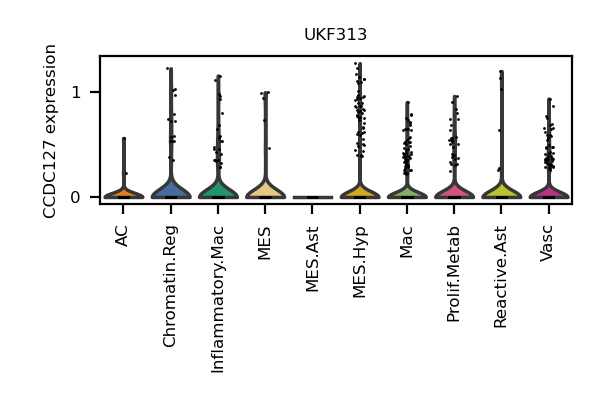 UKF313
CCDC127 expression
1
0
AC
Chromatin.Reg
Inflammatory.Mac
MES
MES.Ast
MES.Hyp
Mac
Prolif.Metab
Reactive.Ast
Vasc